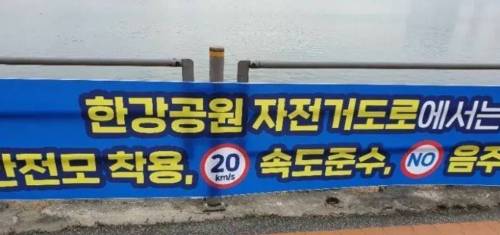 한강공원 자전거도로에서는
안전모 착용, 20 km/s 속도준수, NO 음주